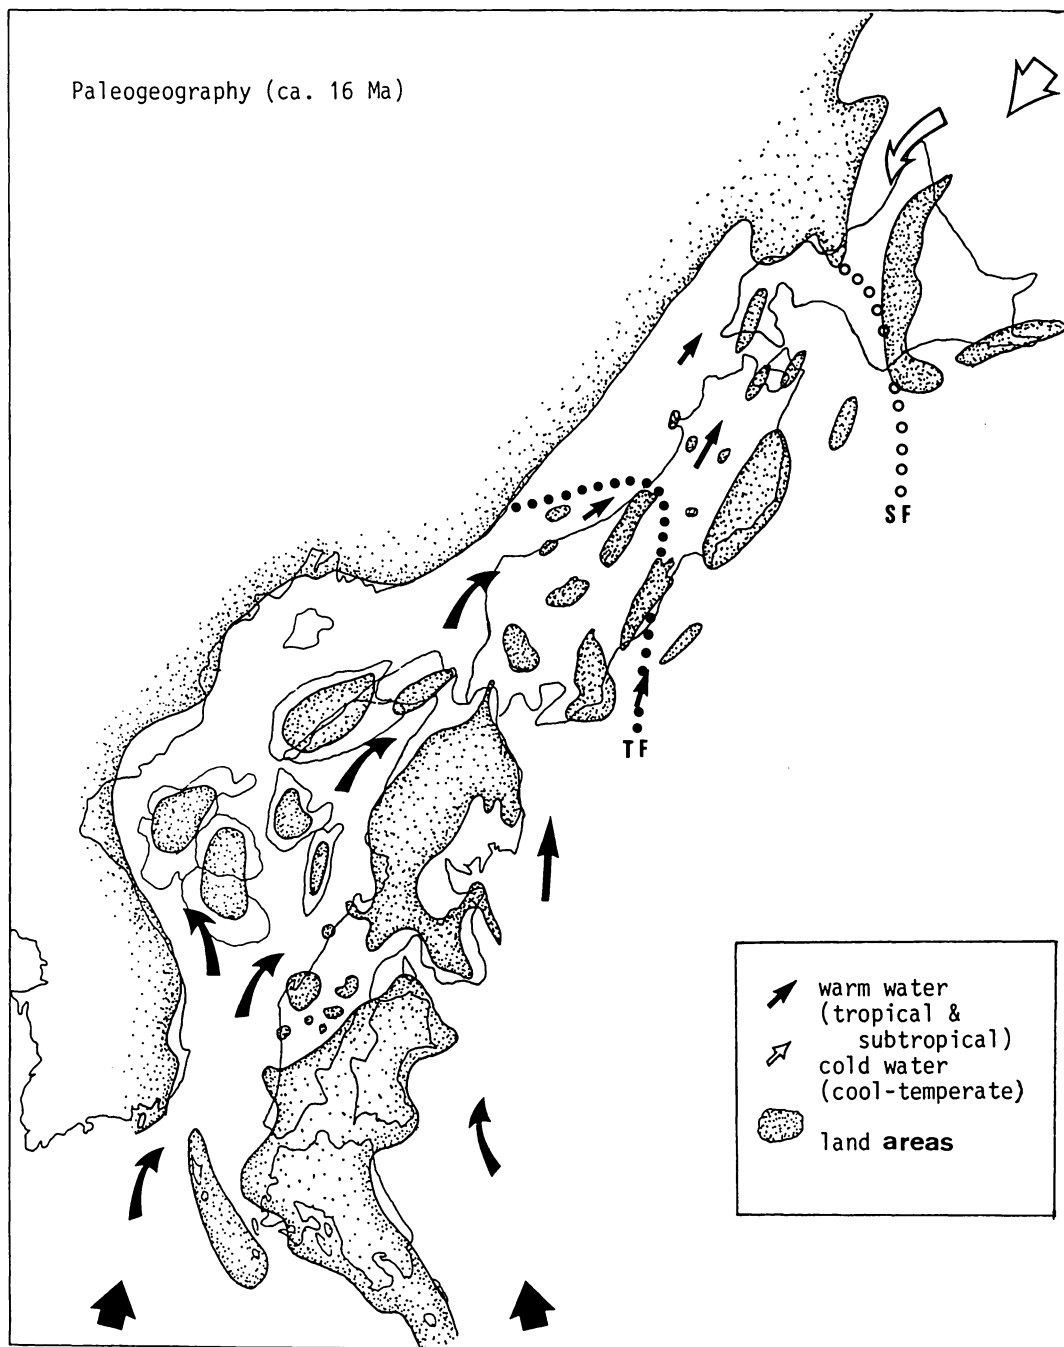 Paleogeography (ca. 16 Ma)
SF
TF
warm water
(tropical &
subtropical)
cold water
(cool-temperate)
land areas